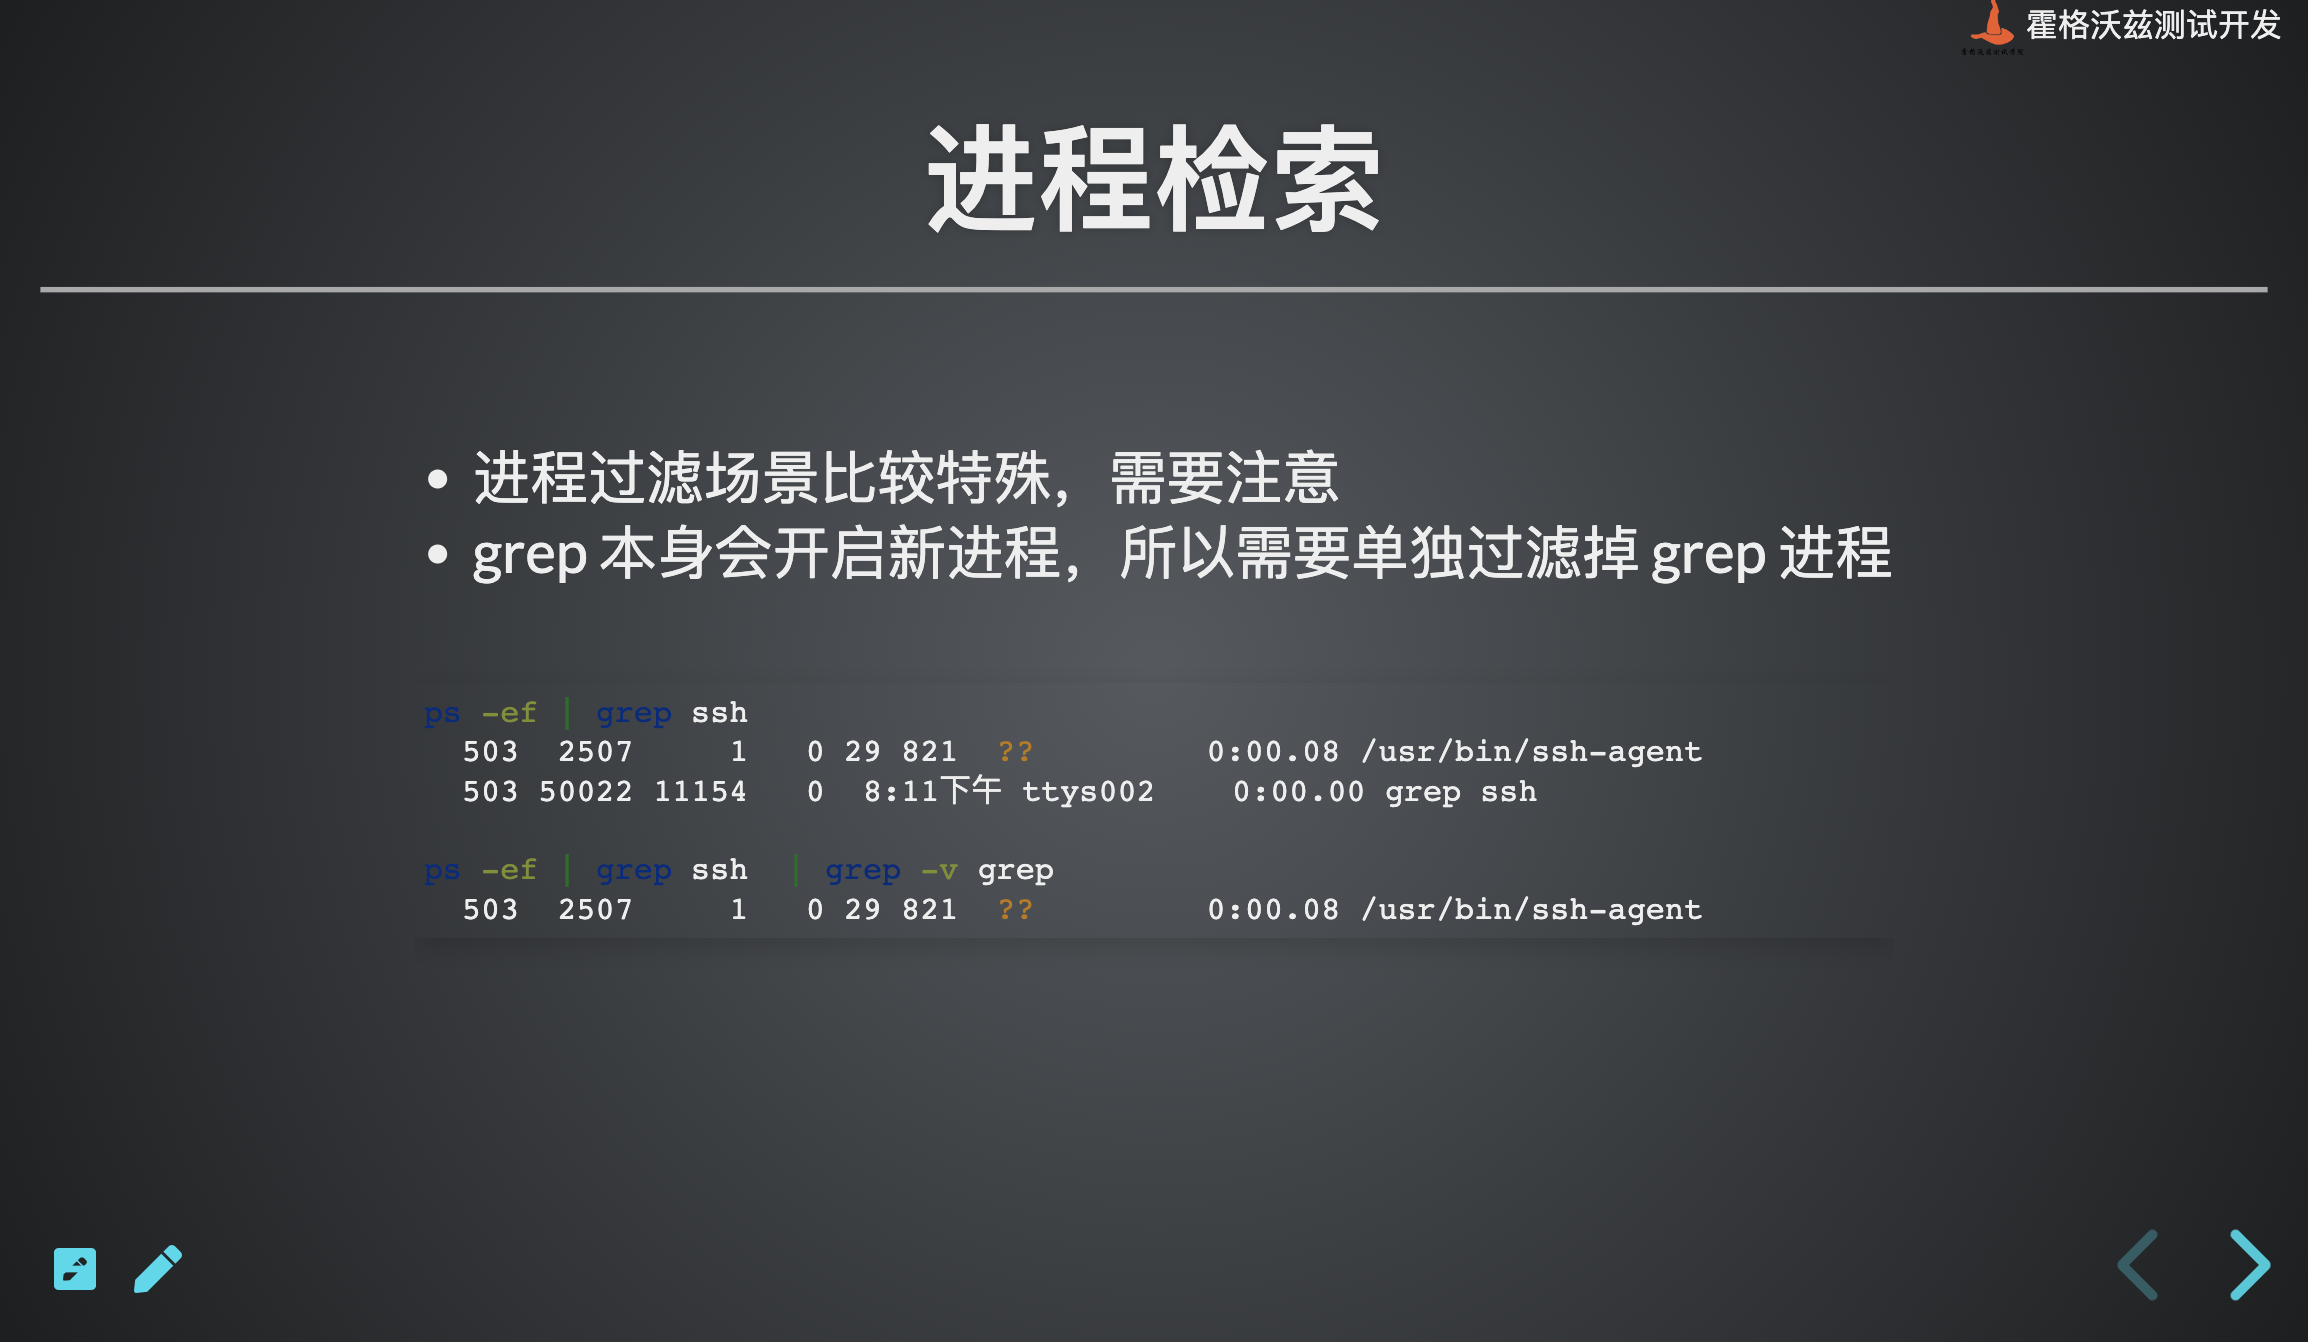 霍格沃兹测试开发
进程检索
• 进程过滤场景比较特殊，需要注意
• grep 本身会开启新进程，所以需要单独过滤掉 grep 进程
ps -ef | grep ssh
  503  2507     1   0 29 821  ??         0:00.08 /usr/bin/ssh-agent
  503 50022 11154   0  8:11下午 ttys002    0:00.00 grep ssh
ps -ef | grep ssh  | grep -v grep
  503  2507     1   0 29 821  ??         0:00.08 /usr/bin/ssh-agent